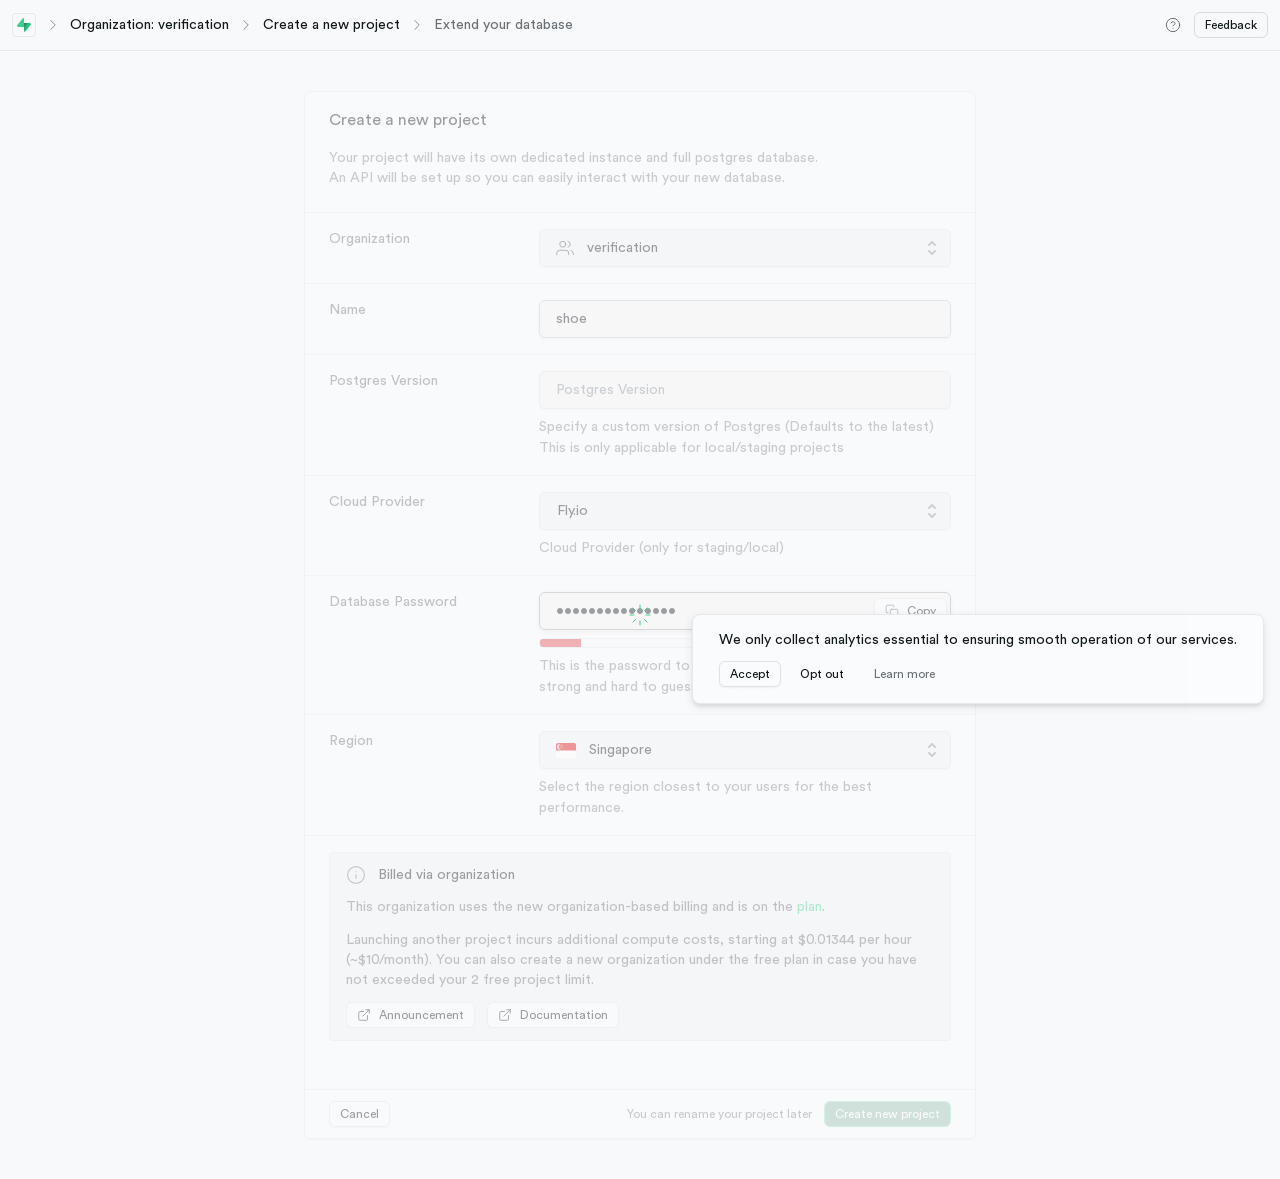 Organization: verification
Create a new project
Extend your database
Feedback
Create a new project
Your project will have its own dedicated instance and full postgres database.
An API will be set up so you can easily interact with your new database.
Organization
verification
Name
shoe
Postgres Version
Postgres Version
Specify a custom version of Postgres (Defaults to the latest)
This is only applicable for local/staging projects
Cloud Provider
Fly.io
Cloud Provider (only for staging/local)
Database Password
Copy
This is the password to
strong and hard to
We only collect analytics essential to ensuring smooth operation of our services.
Accept
Opt out
Learn more
Region
Singapore
Select the region closest to your users for the best
performance.
Billed via organization
This organization uses the new organization-based billing and is on the plan.
Launching another project incurs additional compute costs, starting at $0.01344 per hour
(~$10/month). You can also create a new organization under the free plan in case you have
not exceeded your 2 free project limit.
Announcement
Documentation
Cancel
You can rename your project later
Create new project